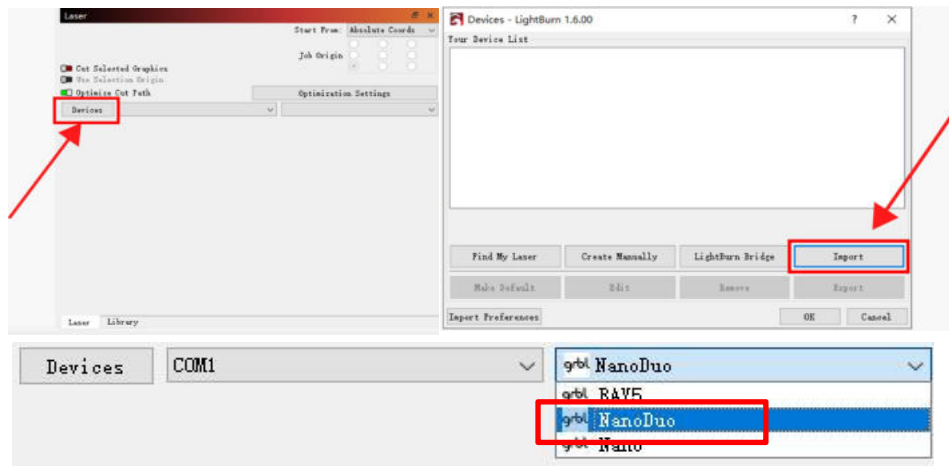 Laser
Start From: Absolute Coords
Job Origin
Cut Selected Graphics
Use Selection Origin
Optimize Cut Path
Optimization Settings
Devices
Laser Library
Devices - LightBurn 1.6.00 ? ×
Your Device List
Find My Laser Create Manually LightBurn Bridge Import
Make Default Edit Remove Export
Import Preferences OK Cancel
Devices COM1 grbl NanoDuo
grbl RAY5
grbl NanoDuo
grbl Nano